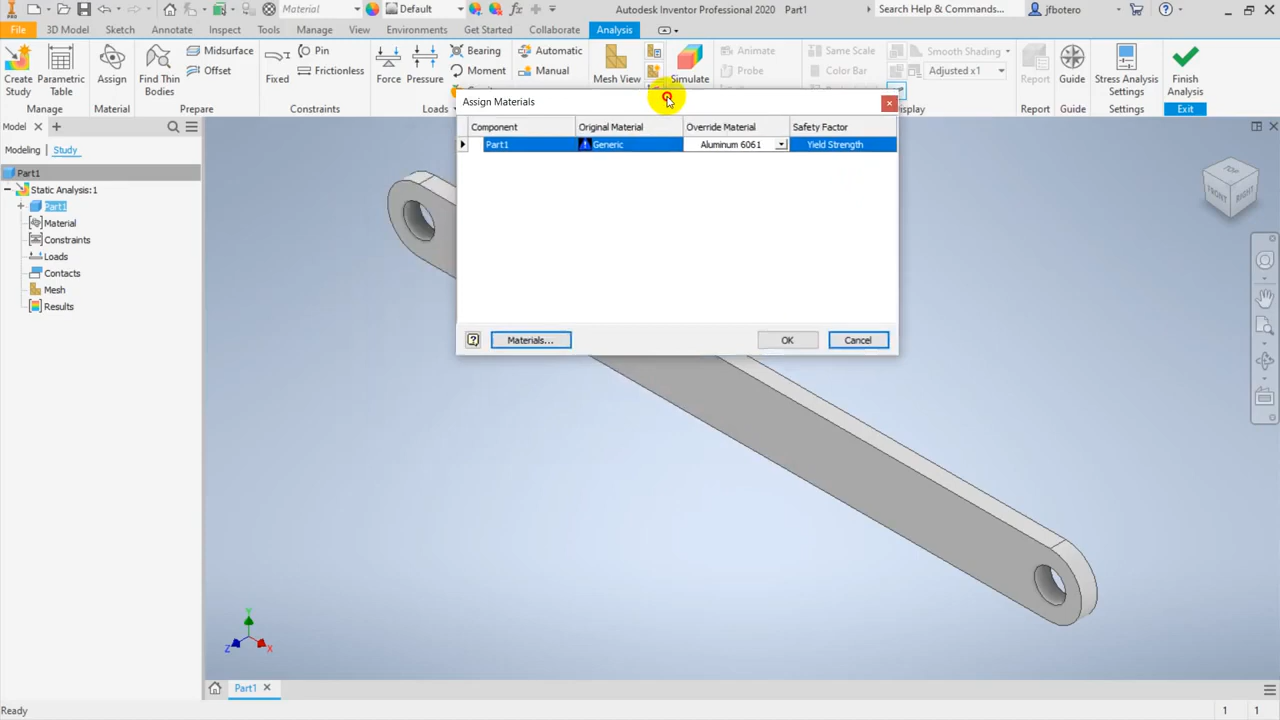 Material
Default
Autodesk Inventor Professional 2020 Part1
Search Help & Commands...
jfbotero
File
3D Model
Sketch
Annotate
Inspect
Tools
Manage
View
Environments
Get Started
Collaborate
Analysis
Create Study
Parametric Table
Assign
Find Thin Bodies
Midsurface
Offset
Fixed
Pin
Frictionless
Force
Pressure
Bearing
Moment
Automatic
Manual
Mesh View
Simulate
Animate
Probe
Same Scale
Color Bar
Smooth Shading
Adjusted x1
Report
Guide
Stress Analysis Settings
Finish Analysis
Manage
Material
Constraints
Loads
Display
Report
Guide
Settings
Exit
Model
Modeling
Study
Part1
Static Analysis:1
Part1
Material
Constraints
Loads
Contacts
Mesh
Results
Assign Materials
Component Original Material Override Material Safety Factor
Part1 Generic Aluminum 6061 Yield Strength
Materials...
OK
Cancel
TOP
FRONT
RIGHT
Y
Z
X
Part1
Ready
1 1